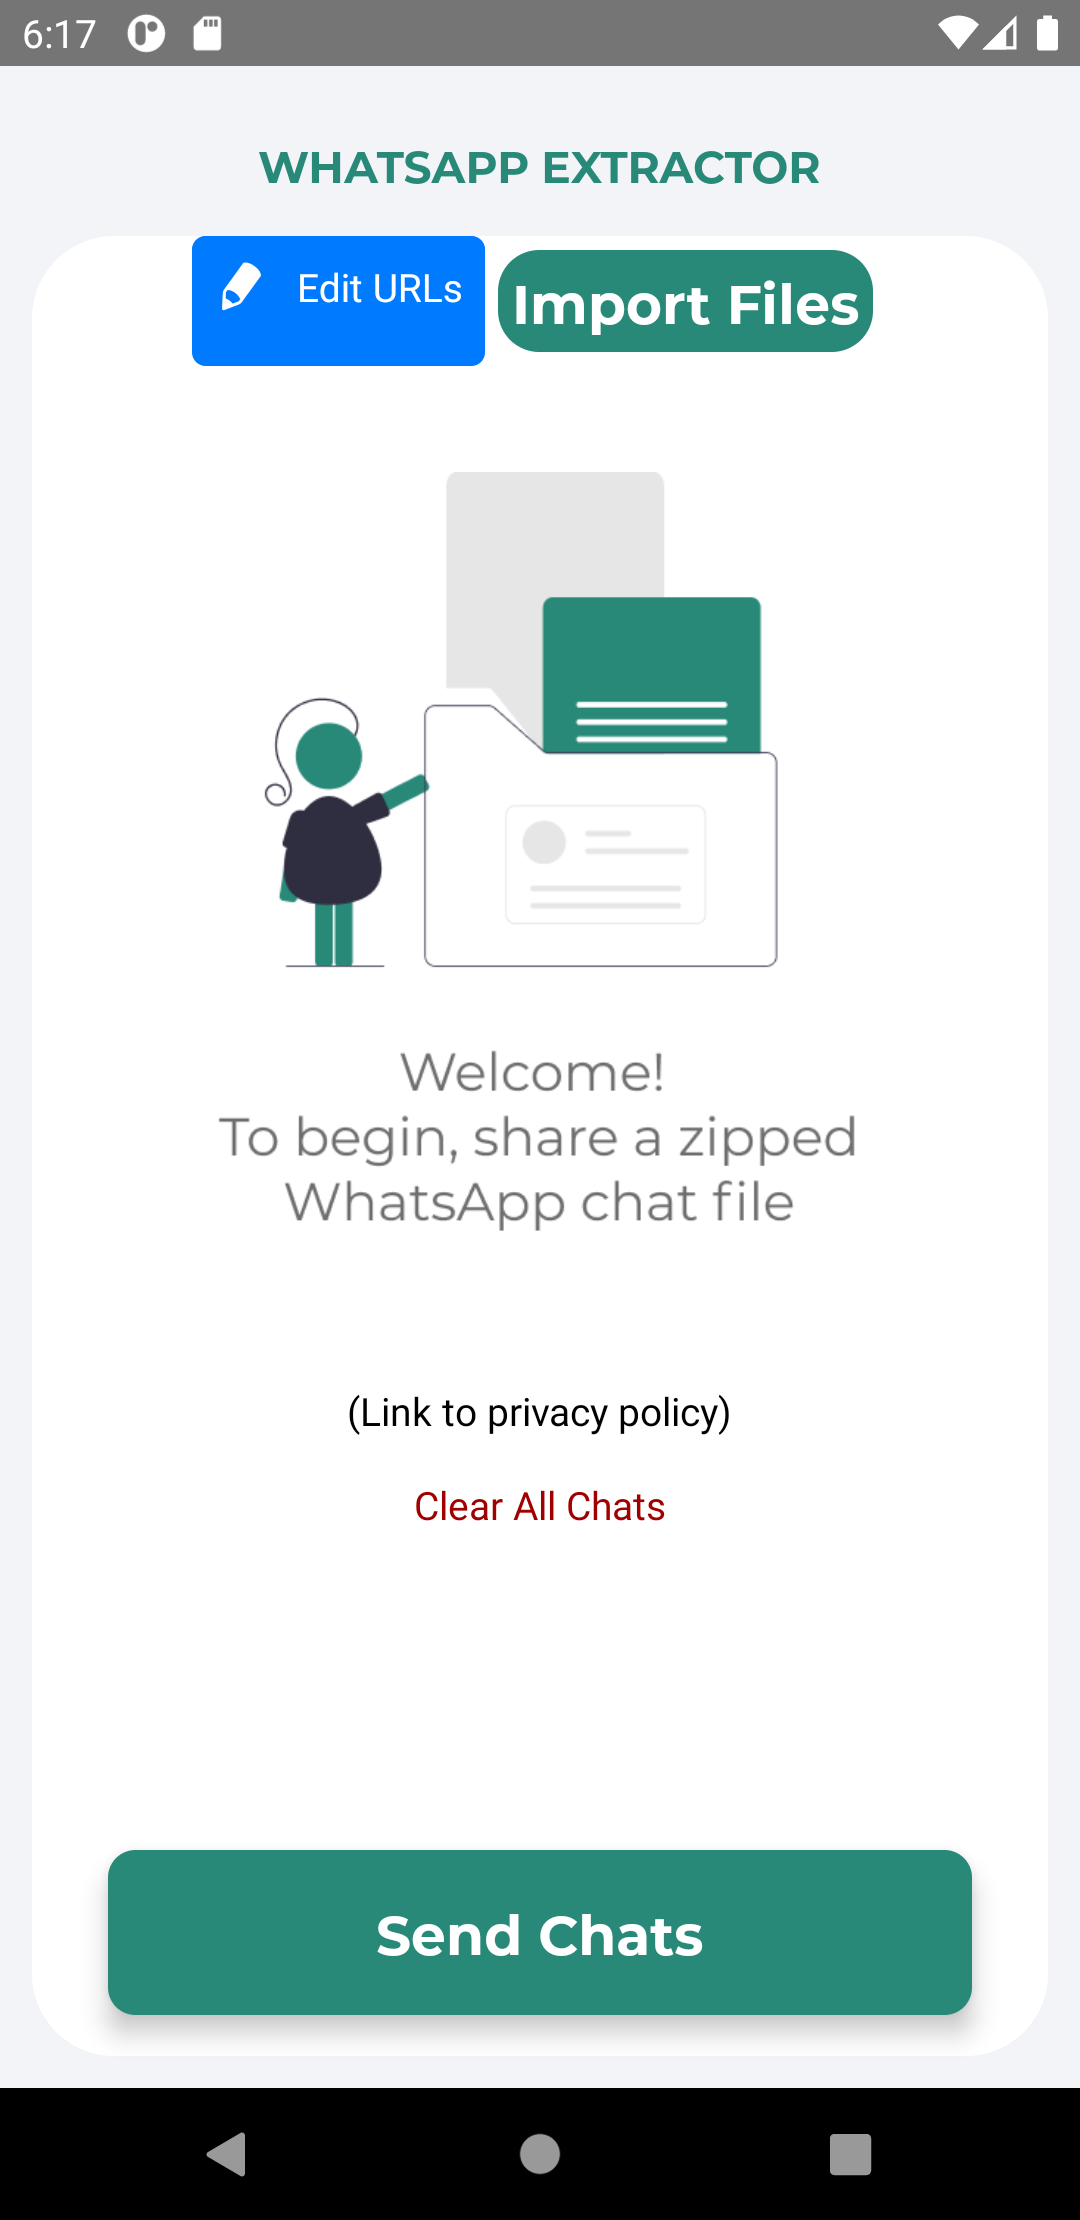 6:17
WHATSAPP EXTRACTOR
Edit URLs
Import Files
Welcome!
To begin, share a zipped
WhatsApp chat file
(Link to privacy policy)
Clear All Chats
Send Chats